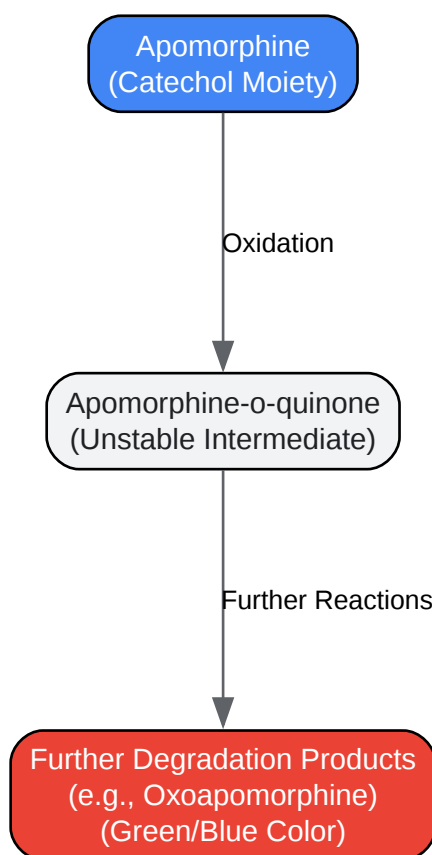 Apomorphine
(Catechol Moiety)
Oxidation
Apomorphine-o-quinone
(Unstable Intermediate)
Further Reactions
Further Degradation Products
(e.g., Oxoapomorphine)
(Green/Blue Color)